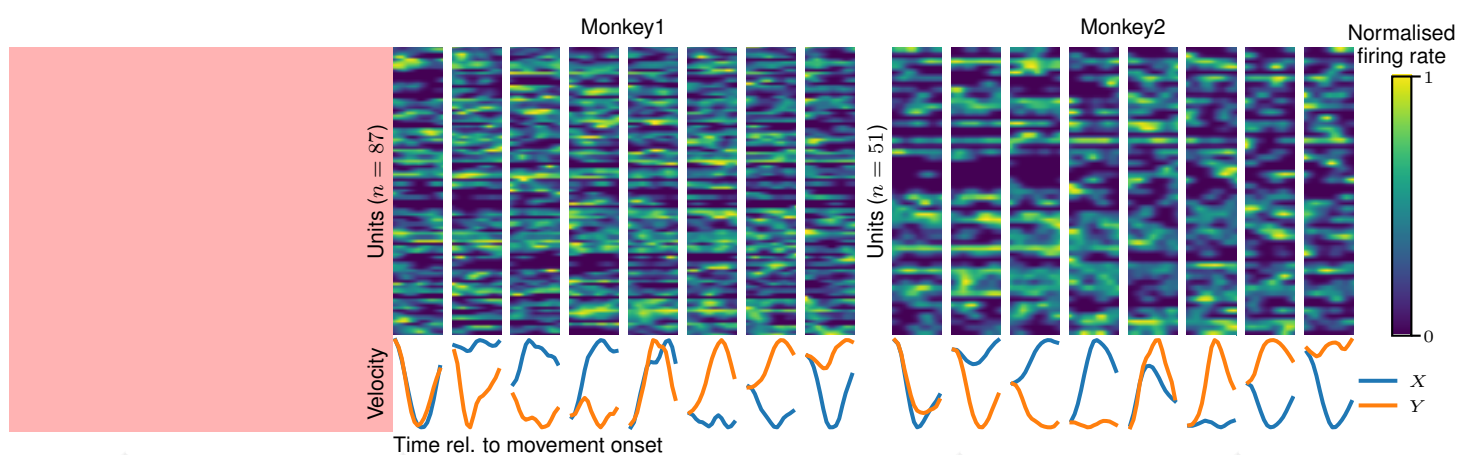 Monkey1
Monkey2
Normalised
firing rate
Units (n = 87)
Units (n = 51)
1
0
Velocity
X
Y
Time rel. to movement onset